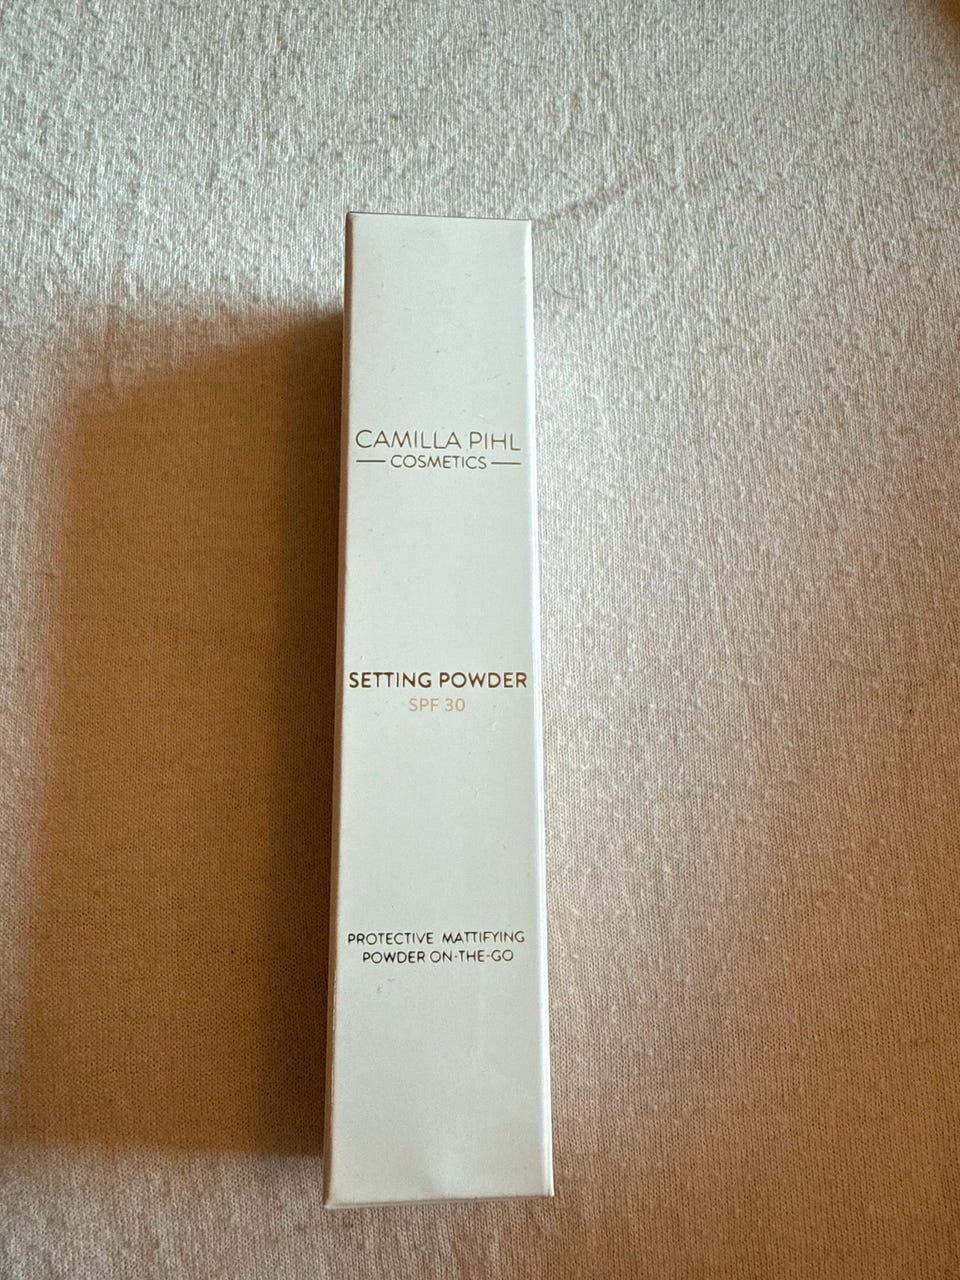 CAMILLA PIHL
COSMETICS
SETTING POWDER
SPF 30
PROTECTIVE MATTIFYING
POWDER ON-THE-GO